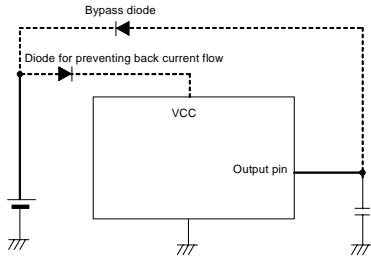 Bypass diode
Diode for preventing back current flow
VCC
Output pin